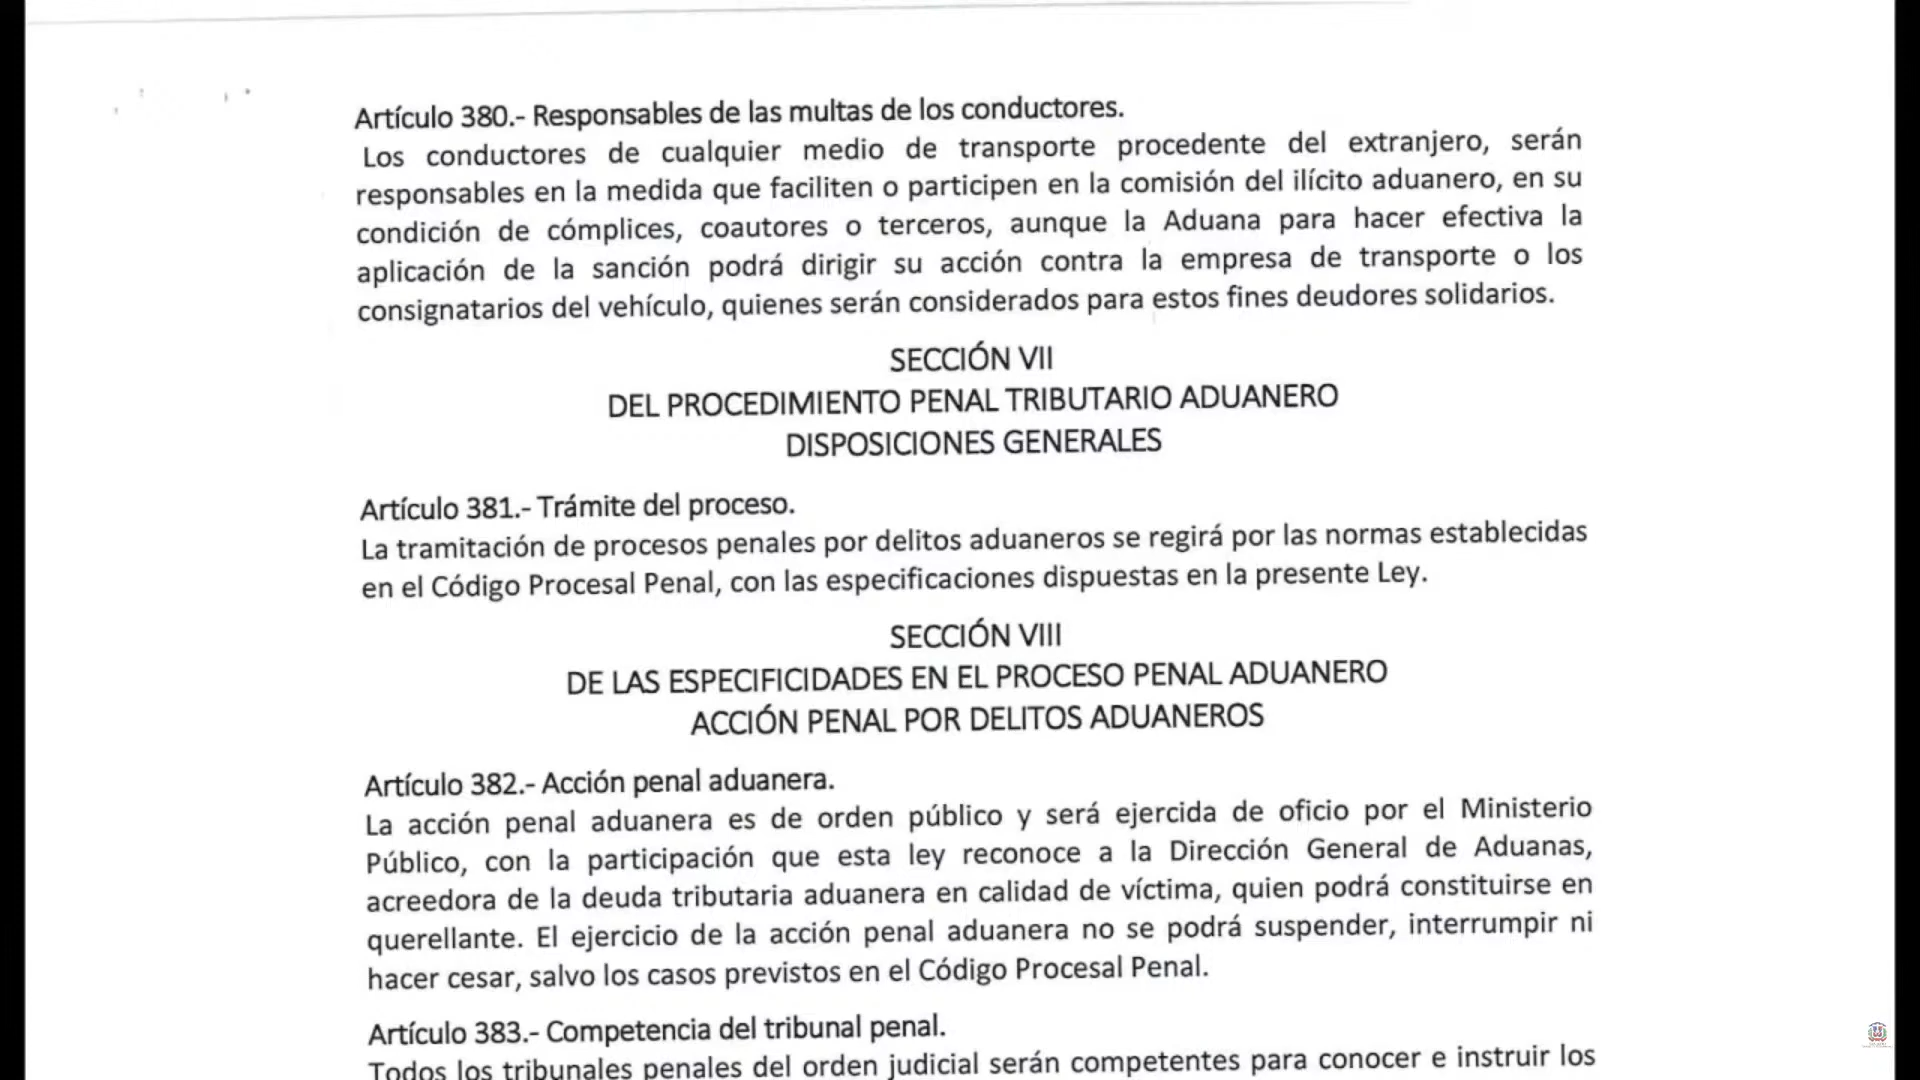 Artículo 380.- Responsables de las multas de los conductores.
Los conductores de cualquier medio de transporte procedente del extranjero, serán
responsables en la medida que faciliten o participen en la comisión del ilícito aduanero, en su
condición de cómplices, coautores o terceros, aunque la Aduana para hacer efectiva la
aplicación de la sanción podrá dirigir su acción contra la empresa de transporte o los
consignatarios del vehículo, quienes serán considerados para estos fines deudores solidarios.
SECCIÓN VII
DEL PROCEDIMIENTO PENAL TRIBUTARIO ADUANERO
DISPOSICIONES GENERALES
Artículo 381.- Trámite del proceso.
La tramitación de procesos penales por delitos aduaneros se regirá por las normas establecidas
en el Código Procesal Penal, con las especificaciones dispuestas en la presente Ley.
SECCIÓN VIII
DE LAS ESPECIFICIDADES EN EL PROCESO PENAL ADUANERO
ACCIÓN PENAL POR DELITOS ADUANEROS
Artículo 382.- Acción penal aduanera.
La acción penal aduanera es de orden público y será ejercida de oficio por el Ministerio
Público, con la participación que esta ley reconoce a la Dirección General de Aduanas,
acreedora de la deuda tributaria aduanera en calidad de víctima, quien podrá constituirse en
querellante. El ejercicio de la acción penal aduanera no se podrá suspender, interrumpir ni
hacer cesar, salvo los casos previstos en el Código Procesal Penal.
Artículo 383.- Competencia del tribunal penal.
Todos los tribunales penales del orden judicial serán competentes para conocer e instruir los